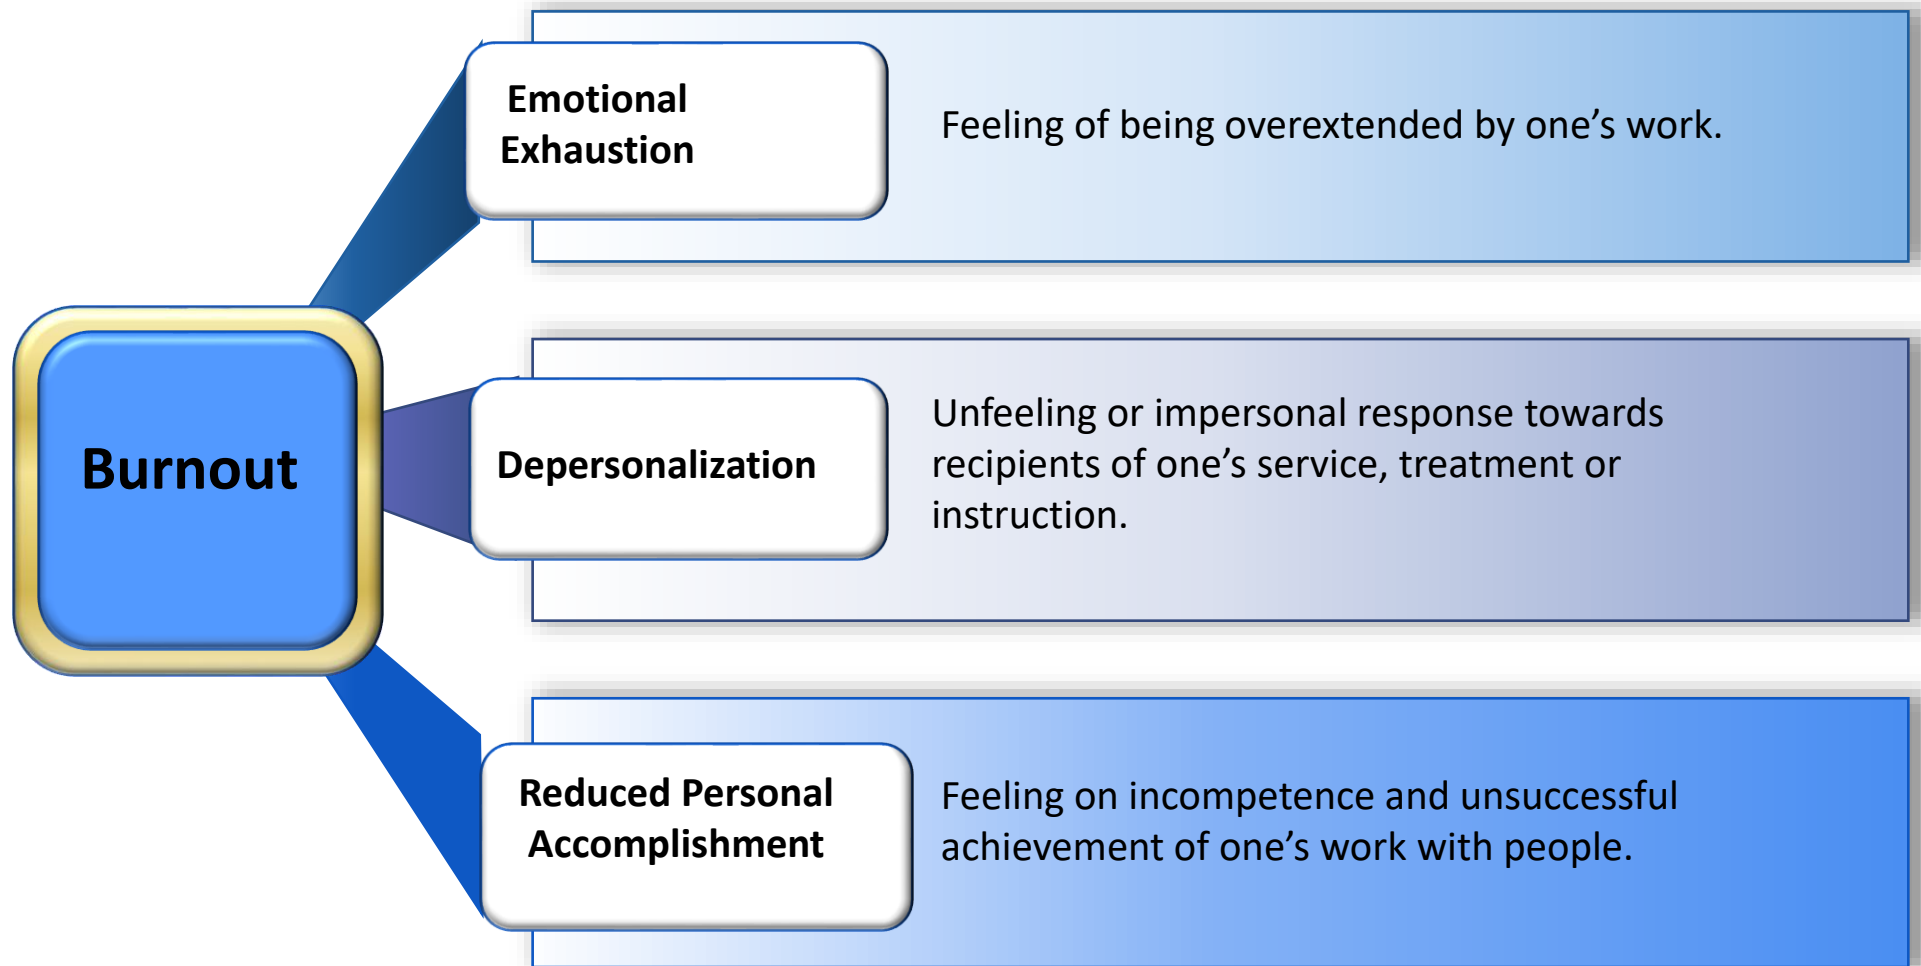 Burnout
Emotional
Exhaustion
Feeling of being overextended by one’s work.
Depersonalization
Unfeeling or impersonal response towards
recipients of one’s service, treatment or
instruction.
Reduced Personal
Accomplishment
Feeling on incompetence and unsuccessful
achievement of one’s work with people.